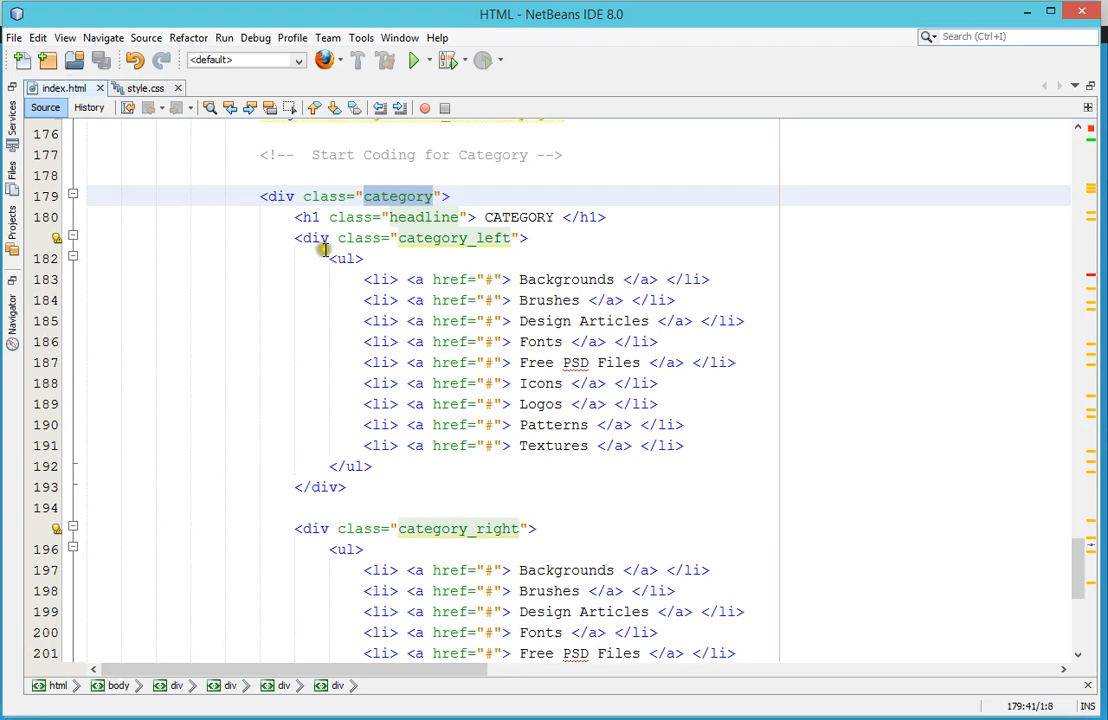 HTML - NetBeans IDE 8.0
File Edit View Navigate Source Refactor Run Debug Profile Team Tools Window Help
Search (Ctrl+I)
<default>
index.html style.css
Source History
Services
Files
Projects
Navigator
176
177 <!-- Start Coding for Category -->
178
179 <div class="category">
180 <h1 class="headline"> CATEGORY </h1>
<div class="category_left">
182 <ul>
183 <li> <a href="#"> Backgrounds </a> </li>
184 <li> <a href="#"> Brushes </a> </li>
185 <li> <a href="#"> Design Articles </a> </li>
186 <li> <a href="#"> Fonts </a> </li>
187 <li> <a href="#"> Free PSD Files </a> </li>
188 <li> <a href="#"> Icons </a> </li>
189 <li> <a href="#"> Logos </a> </li>
190 <li> <a href="#"> Patterns </a> </li>
191 <li> <a href="#"> Textures </a> </li>
192 </ul>
193 </div>
194
<div class="category_right">
196 <ul>
197 <li> <a href="#"> Backgrounds </a> </li>
198 <li> <a href="#"> Brushes </a> </li>
199 <li> <a href="#"> Design Articles </a> </li>
200 <li> <a href="#"> Fonts </a> </li>
201 <li> <a href="#"> Free PSD Files </a> </li>
html body div div div div
179:41/1:8 INS